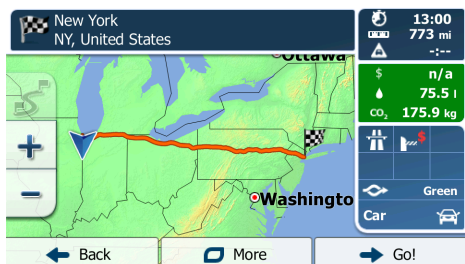 New York
NY, United States
13:00
773 mi
-:--
$ n/a
75.5 l
CO₂ 175.9 kg
$
Green
Car
Ottawa
Washingto
Back
More
Go!